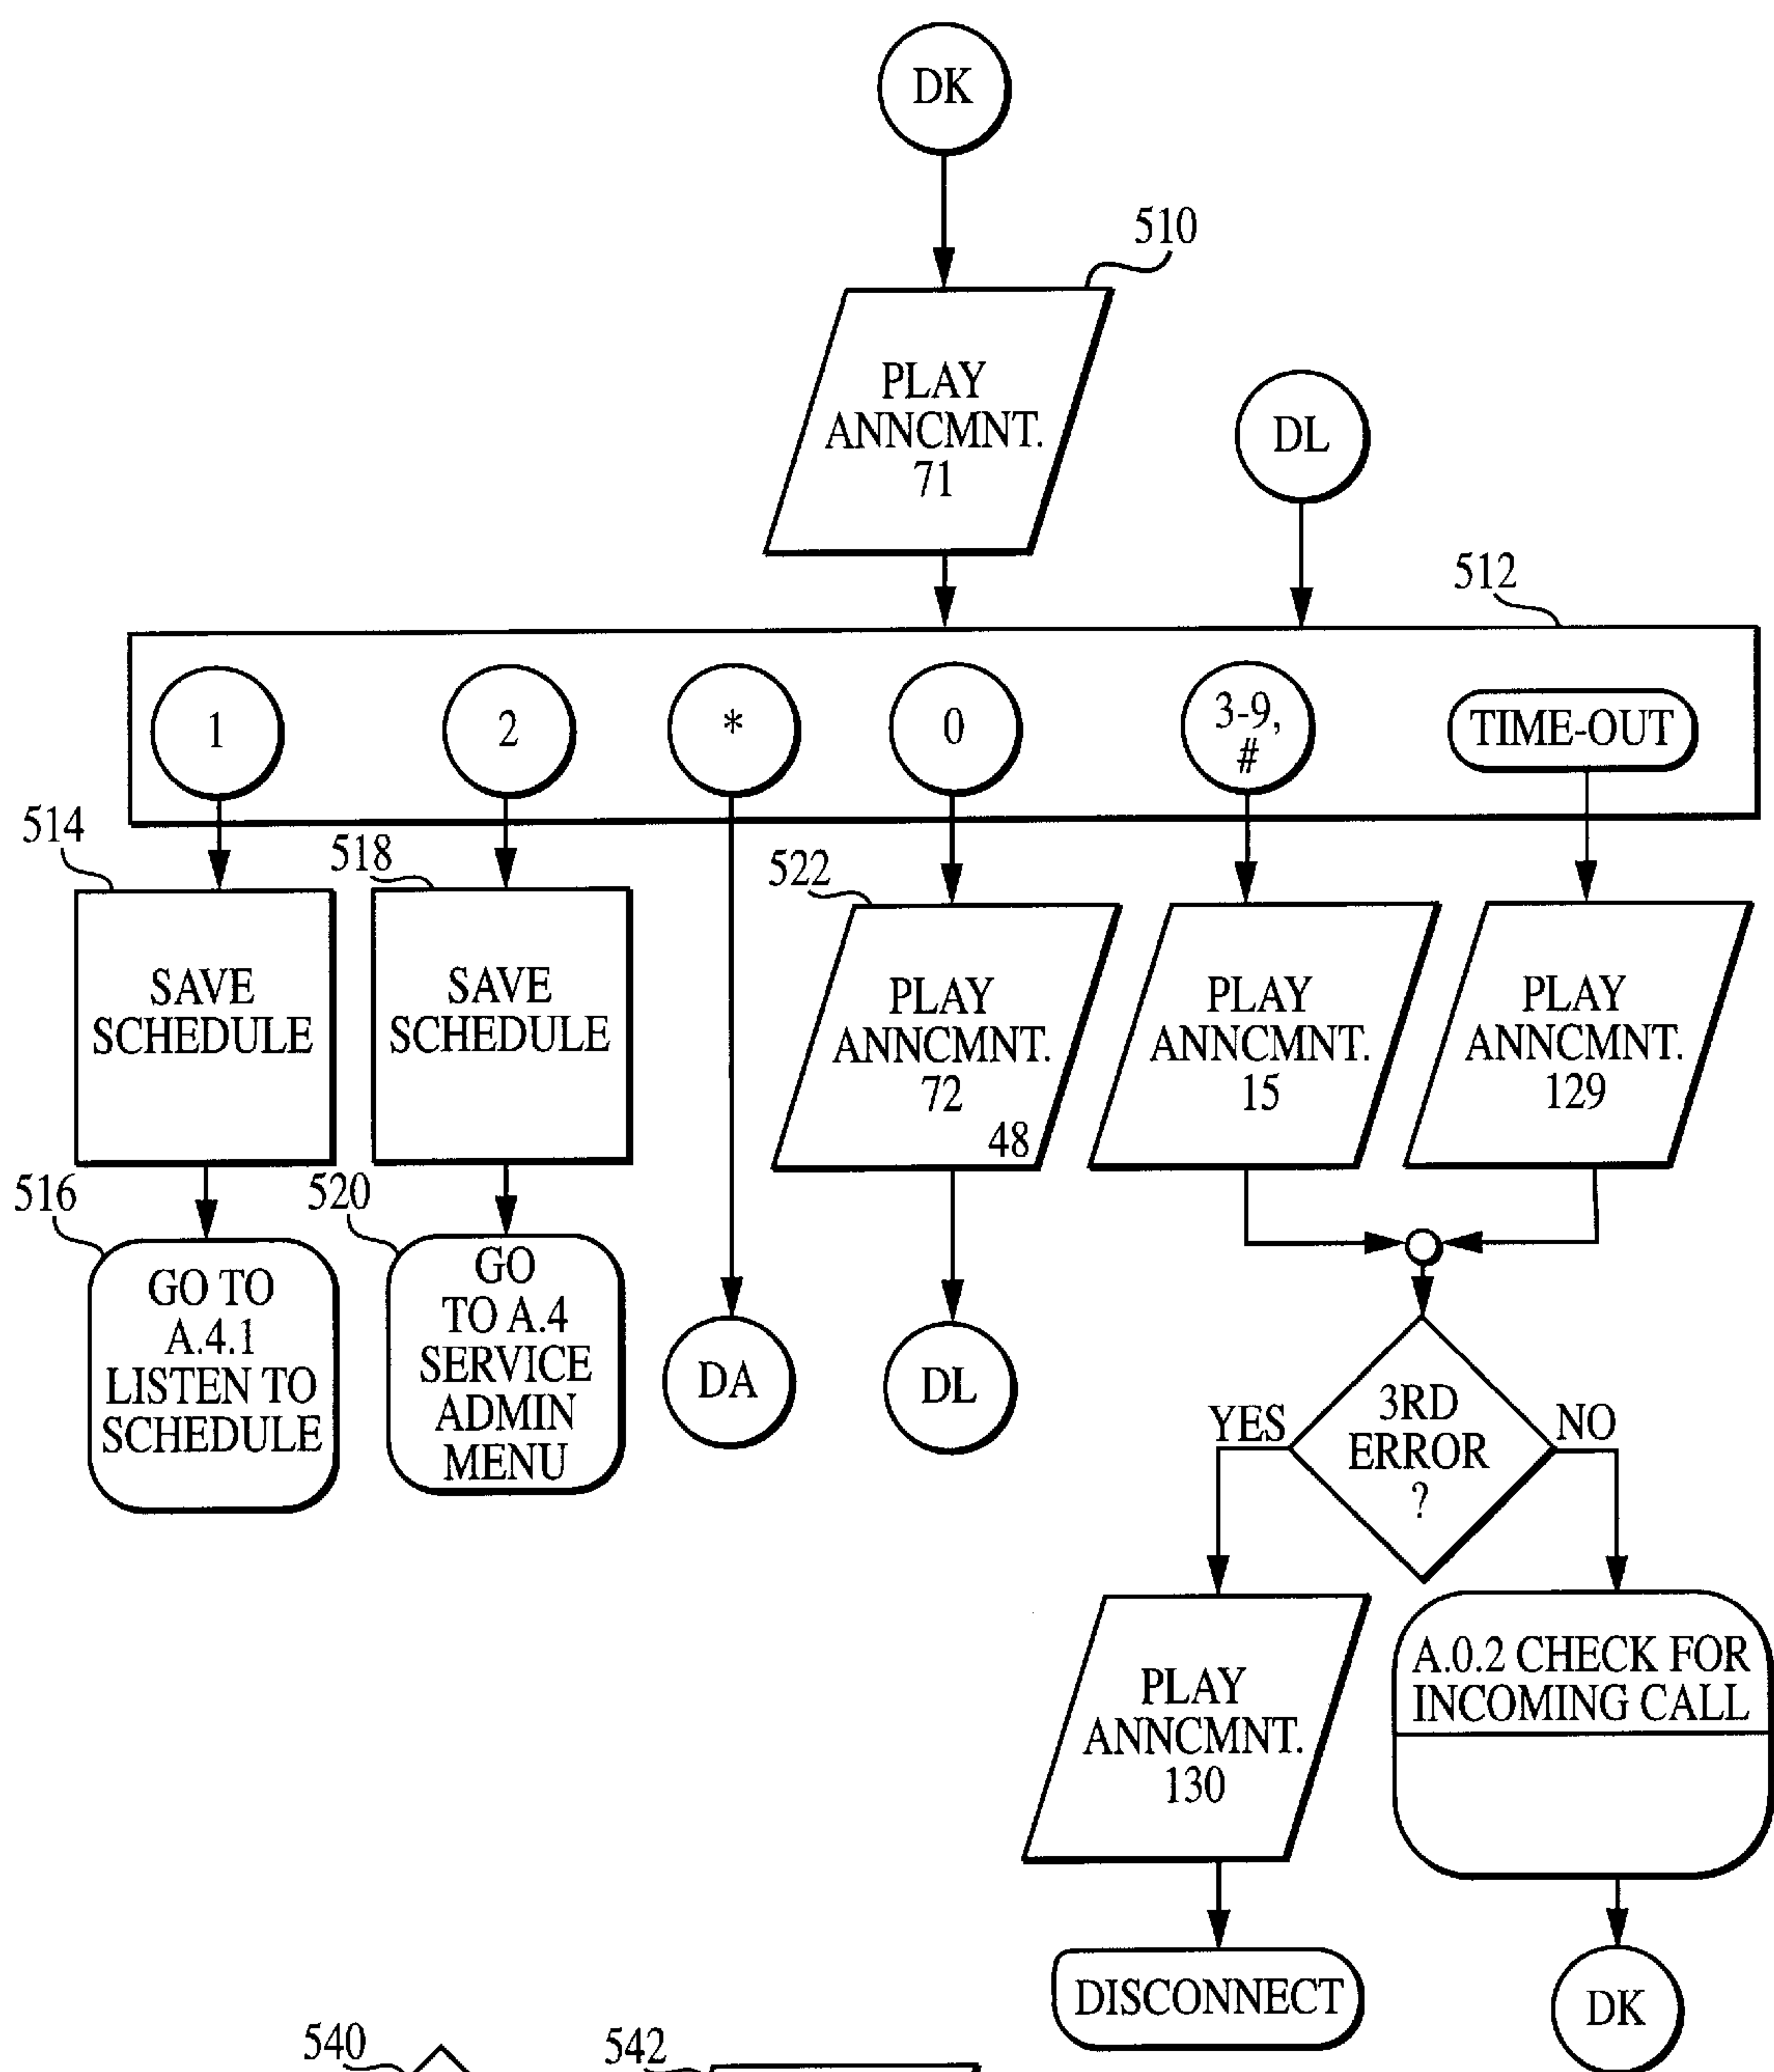 DK
510
PLAY
ANNCMNT.
71
DL
512
1
2
*
0
3-9,
#
TIME-OUT
514
SAVE
SCHEDULE
518
SAVE
SCHEDULE
522
PLAY
ANNCMNT.
72
48
PLAY
ANNCMNT.
15
PLAY
ANNCMNT.
129
516
GO TO
A.4.1
LISTEN TO
SCHEDULE
520
GO
TO A.4
SERVICE
ADMIN
MENU
DA
DL
YES
3RD
ERROR
?
NO
PLAY
ANNCMNT.
130
A.0.2 CHECK FOR
INCOMING CALL
DISCONNECT
DK
540
542